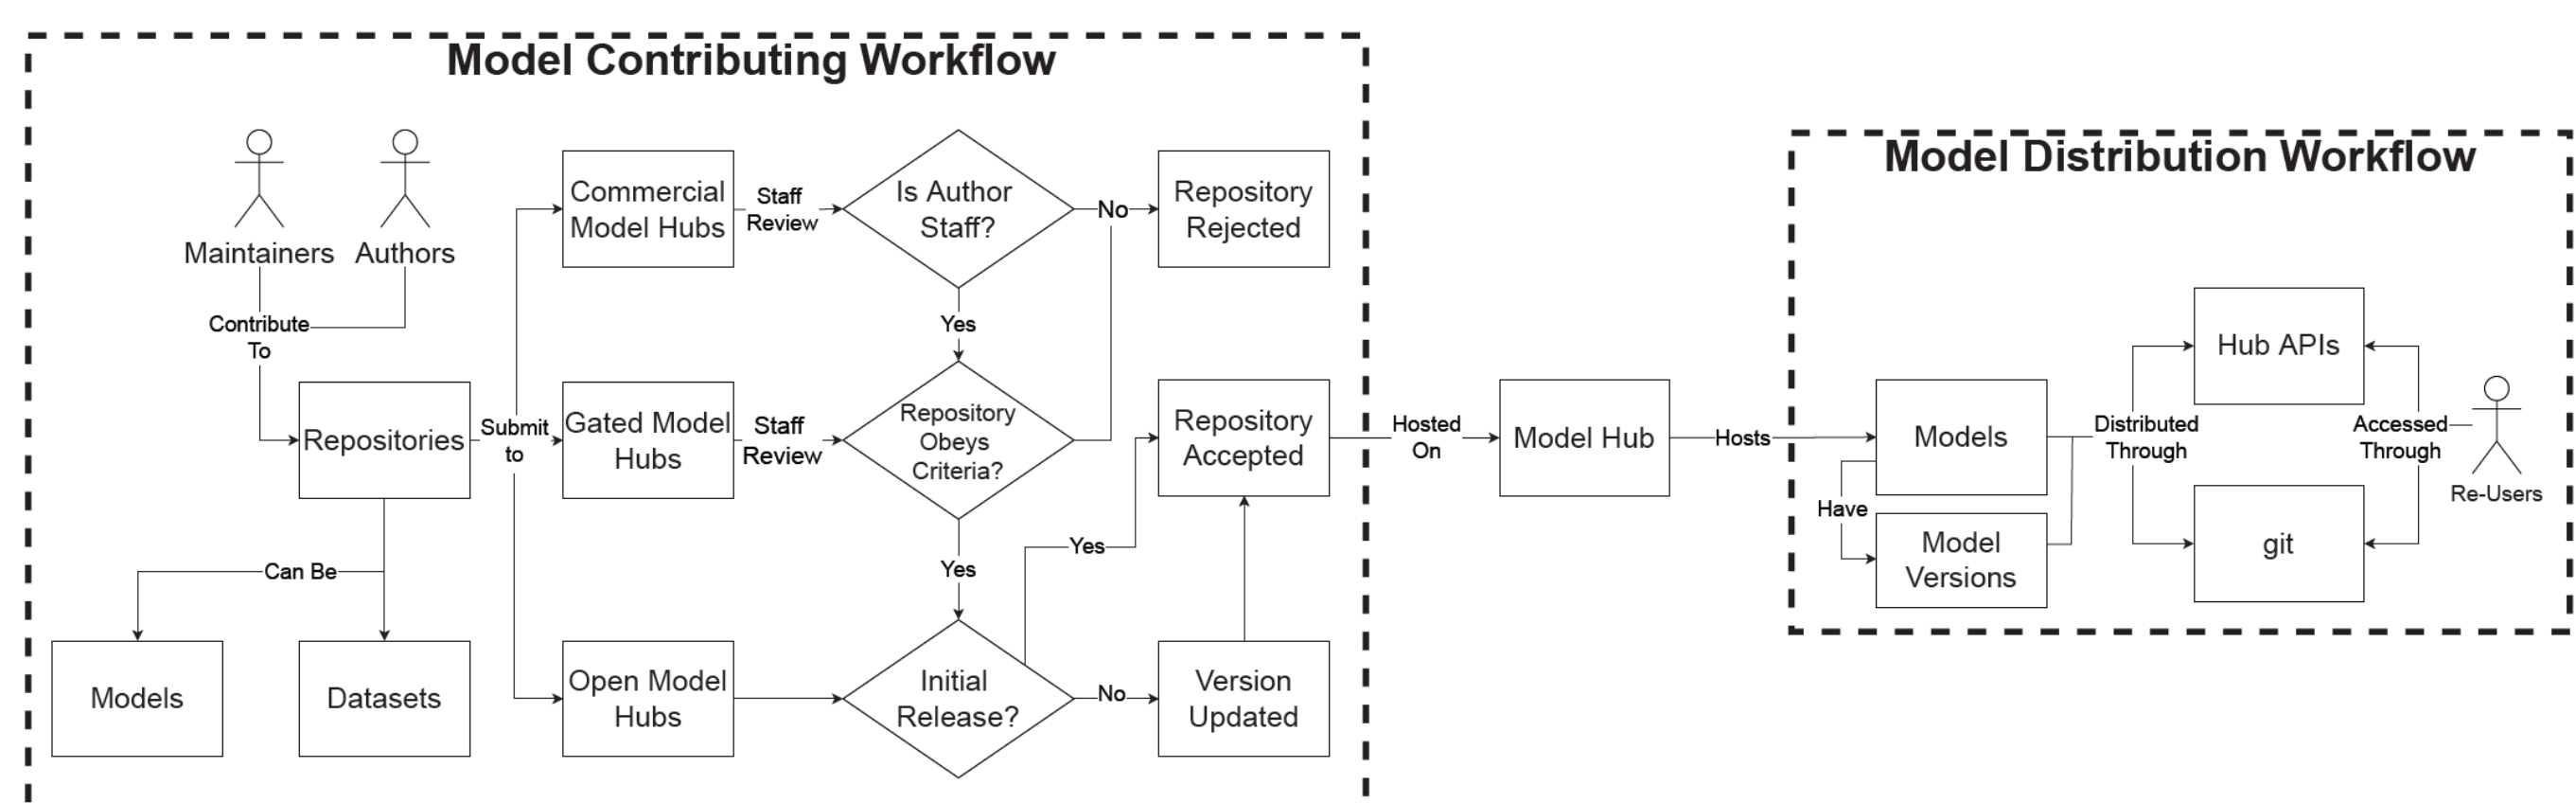 Model Contributing Workflow
Maintainers
Authors
Contribute
To
Repositories
Can Be
Models
Datasets
Submit
to
Commercial
Model Hubs
Staff
Review
Is Author
Staff?
No
Repository
Rejected
Yes
Gated Model
Hubs
Staff
Review
Repository
Obeys
Criteria?
Yes
Open Model
Hubs
Initial
Release?
Yes
No
Version
Updated
Repository
Accepted
Hosted
On
Model Hub
Hosts
Model Distribution Workflow
Models
Have
Model
Versions
Distributed
Through
Hub APIs
git
Accessed
Through
Re-Users